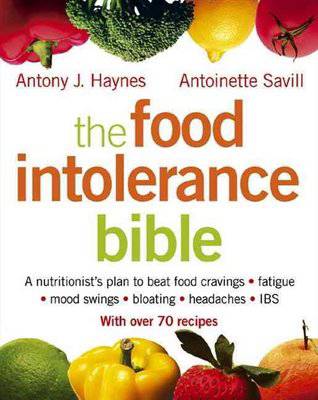 Antony J. Haynes Antoinette Savill
the food
intolerance
bible
A nutritionist's plan to beat food cravings • fatigue
• mood swings • bloating • headaches • IBS
With over 70 recipes